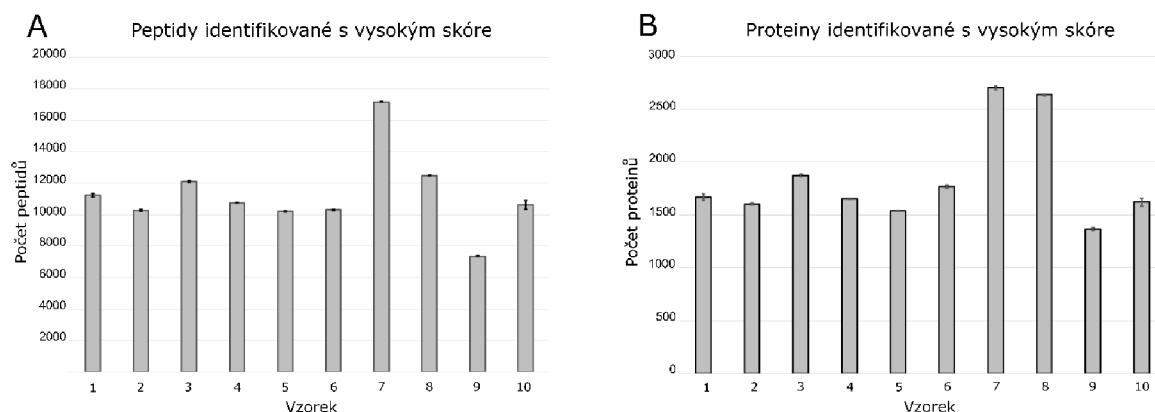 A
Peptidy identifikované s vysokým skóre
20000
18000
16000
14000
12000
10000
8000
6000
4000
2000
Počet peptidů
1 2 3 4 5 6 7 8 9 10
Vzorek
B
Proteiny identifikované s vysokým skóre
3000
2500
2000
1500
1000
500
0
Počet proteinů
1 2 3 4 5 6 7 8 9 10
Vzorek